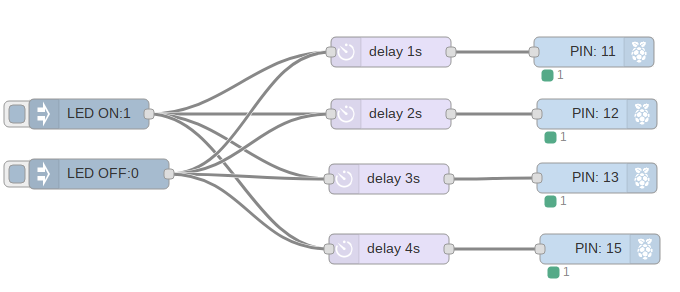 delay 1s
PIN: 11
1
LED ON:1
delay 2s
PIN: 12
1
LED OFF:0
delay 3s
PIN: 13
1
delay 4s
PIN: 15
1